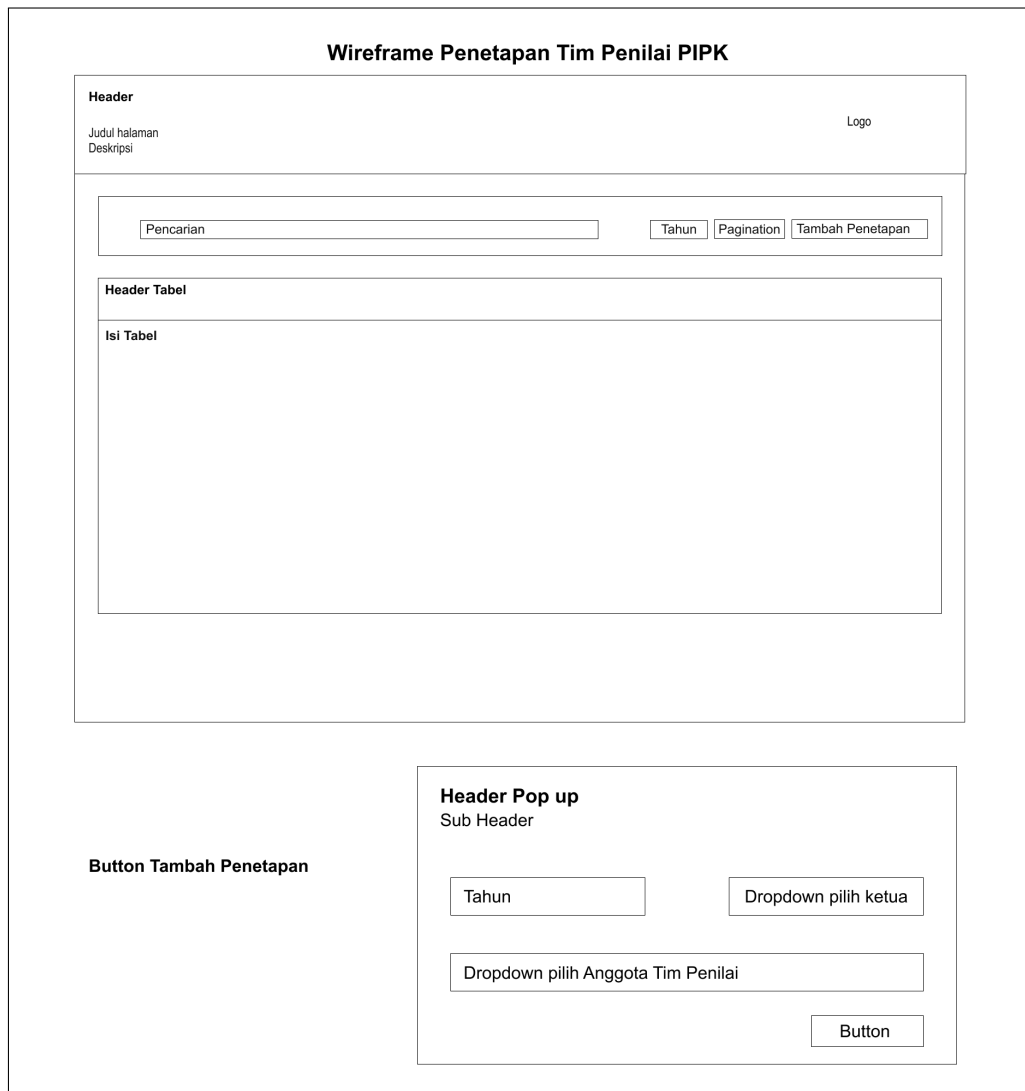 Wireframe Penetapan Tim Penilai PIPK
Header
Logo
Judul halaman
Deskripsi
Pencarian
Tahun
Pagination
Tambah Penetapan
Header Tabel
Isi Tabel
Header Pop up
Sub Header
Button Tambah Penetapan
Tahun
Dropdown pilih ketua
Dropdown pilih Anggota Tim Penilai
Button